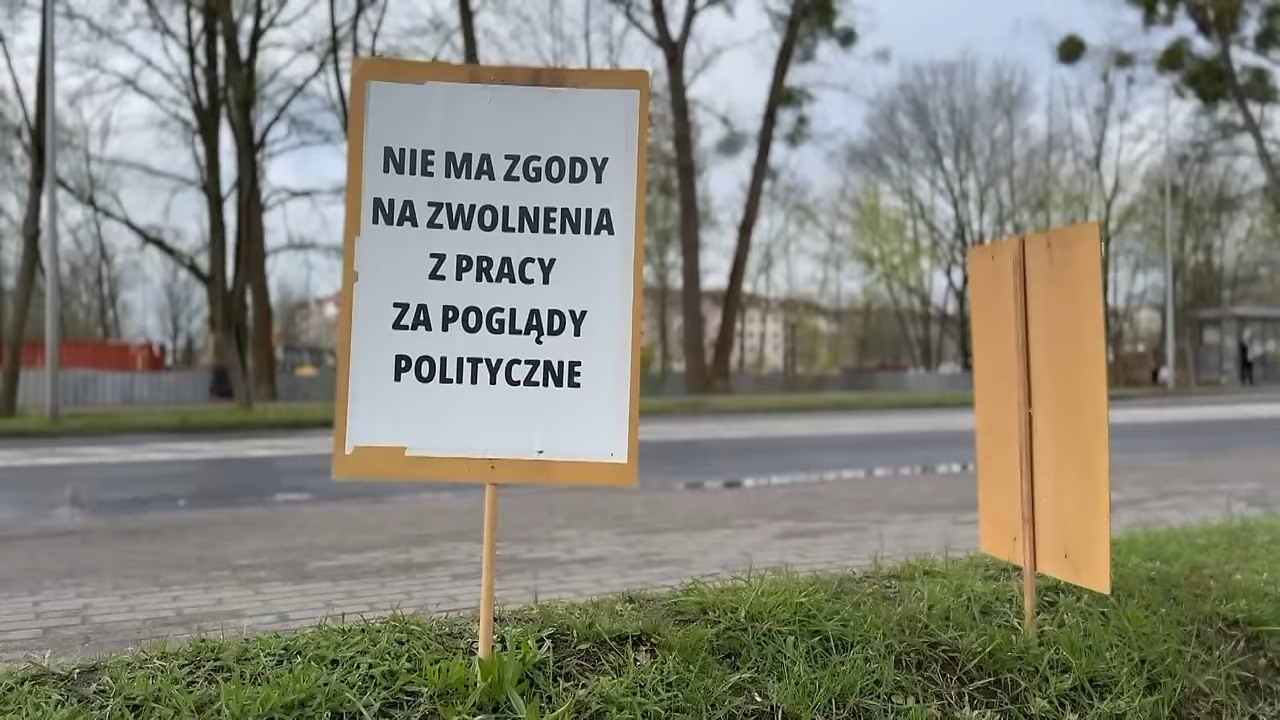 NIE MA ZGODY
NA ZWOLNENIA
Z PRACY
ZA POGLĄDY
POLITYCZNE